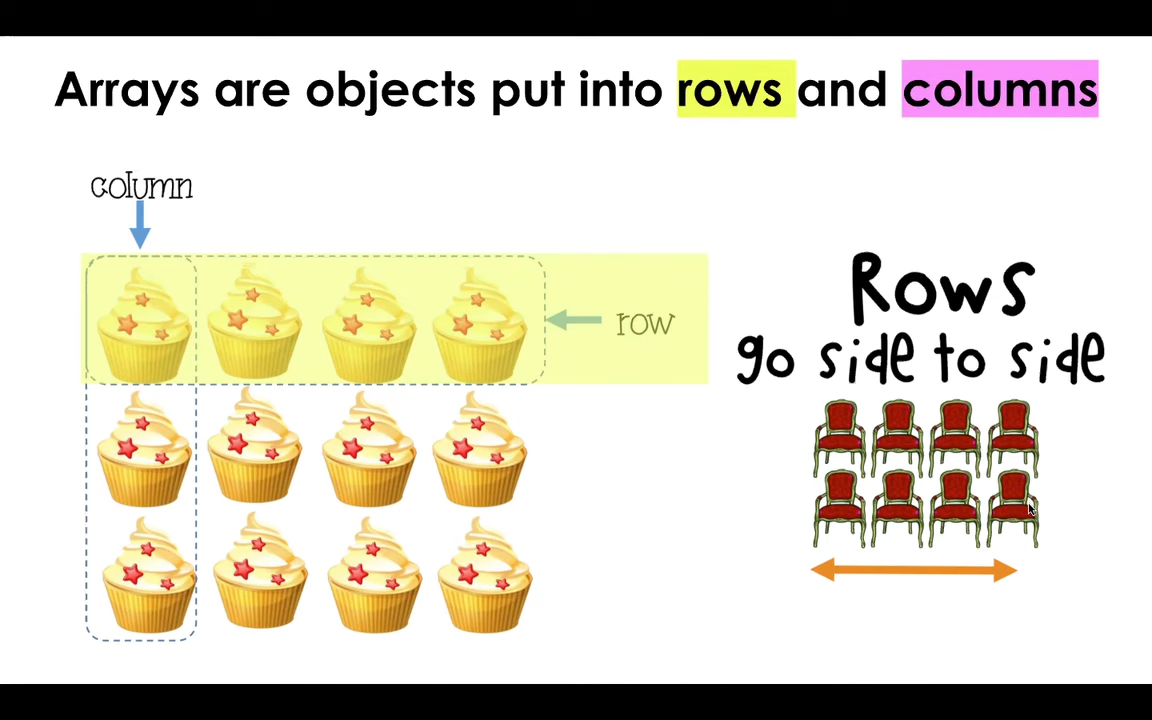 Arrays are objects put into rows and columns
column
row
Rows
go side to side